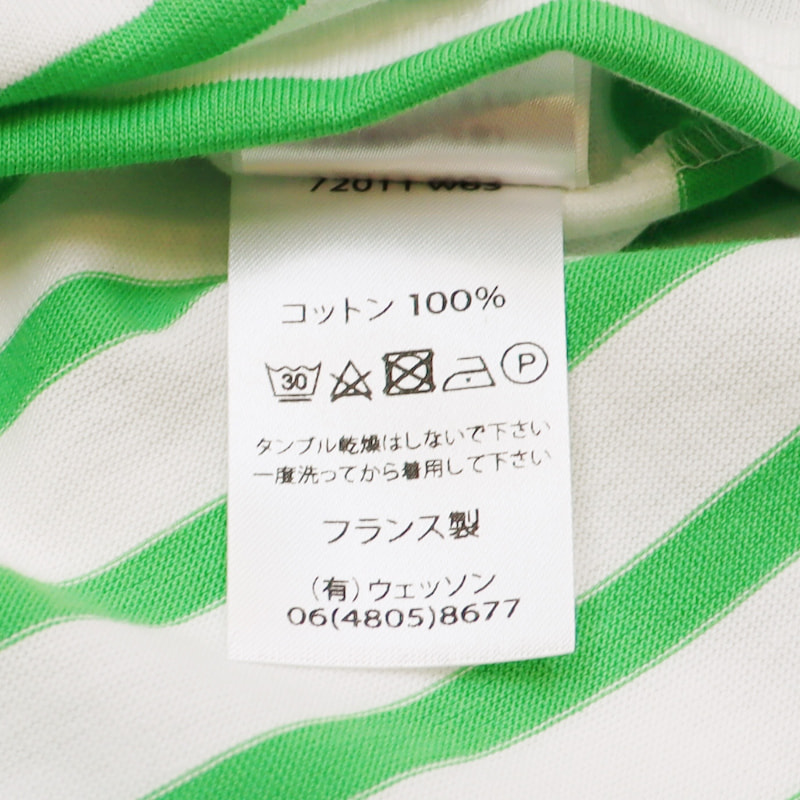 72011 W63
コットン 100%
30
P
タンブル乾燥はしないで下さい
一度洗ってから着用して下さい
フランス製
(有)ウェッソン
06(4805)8677